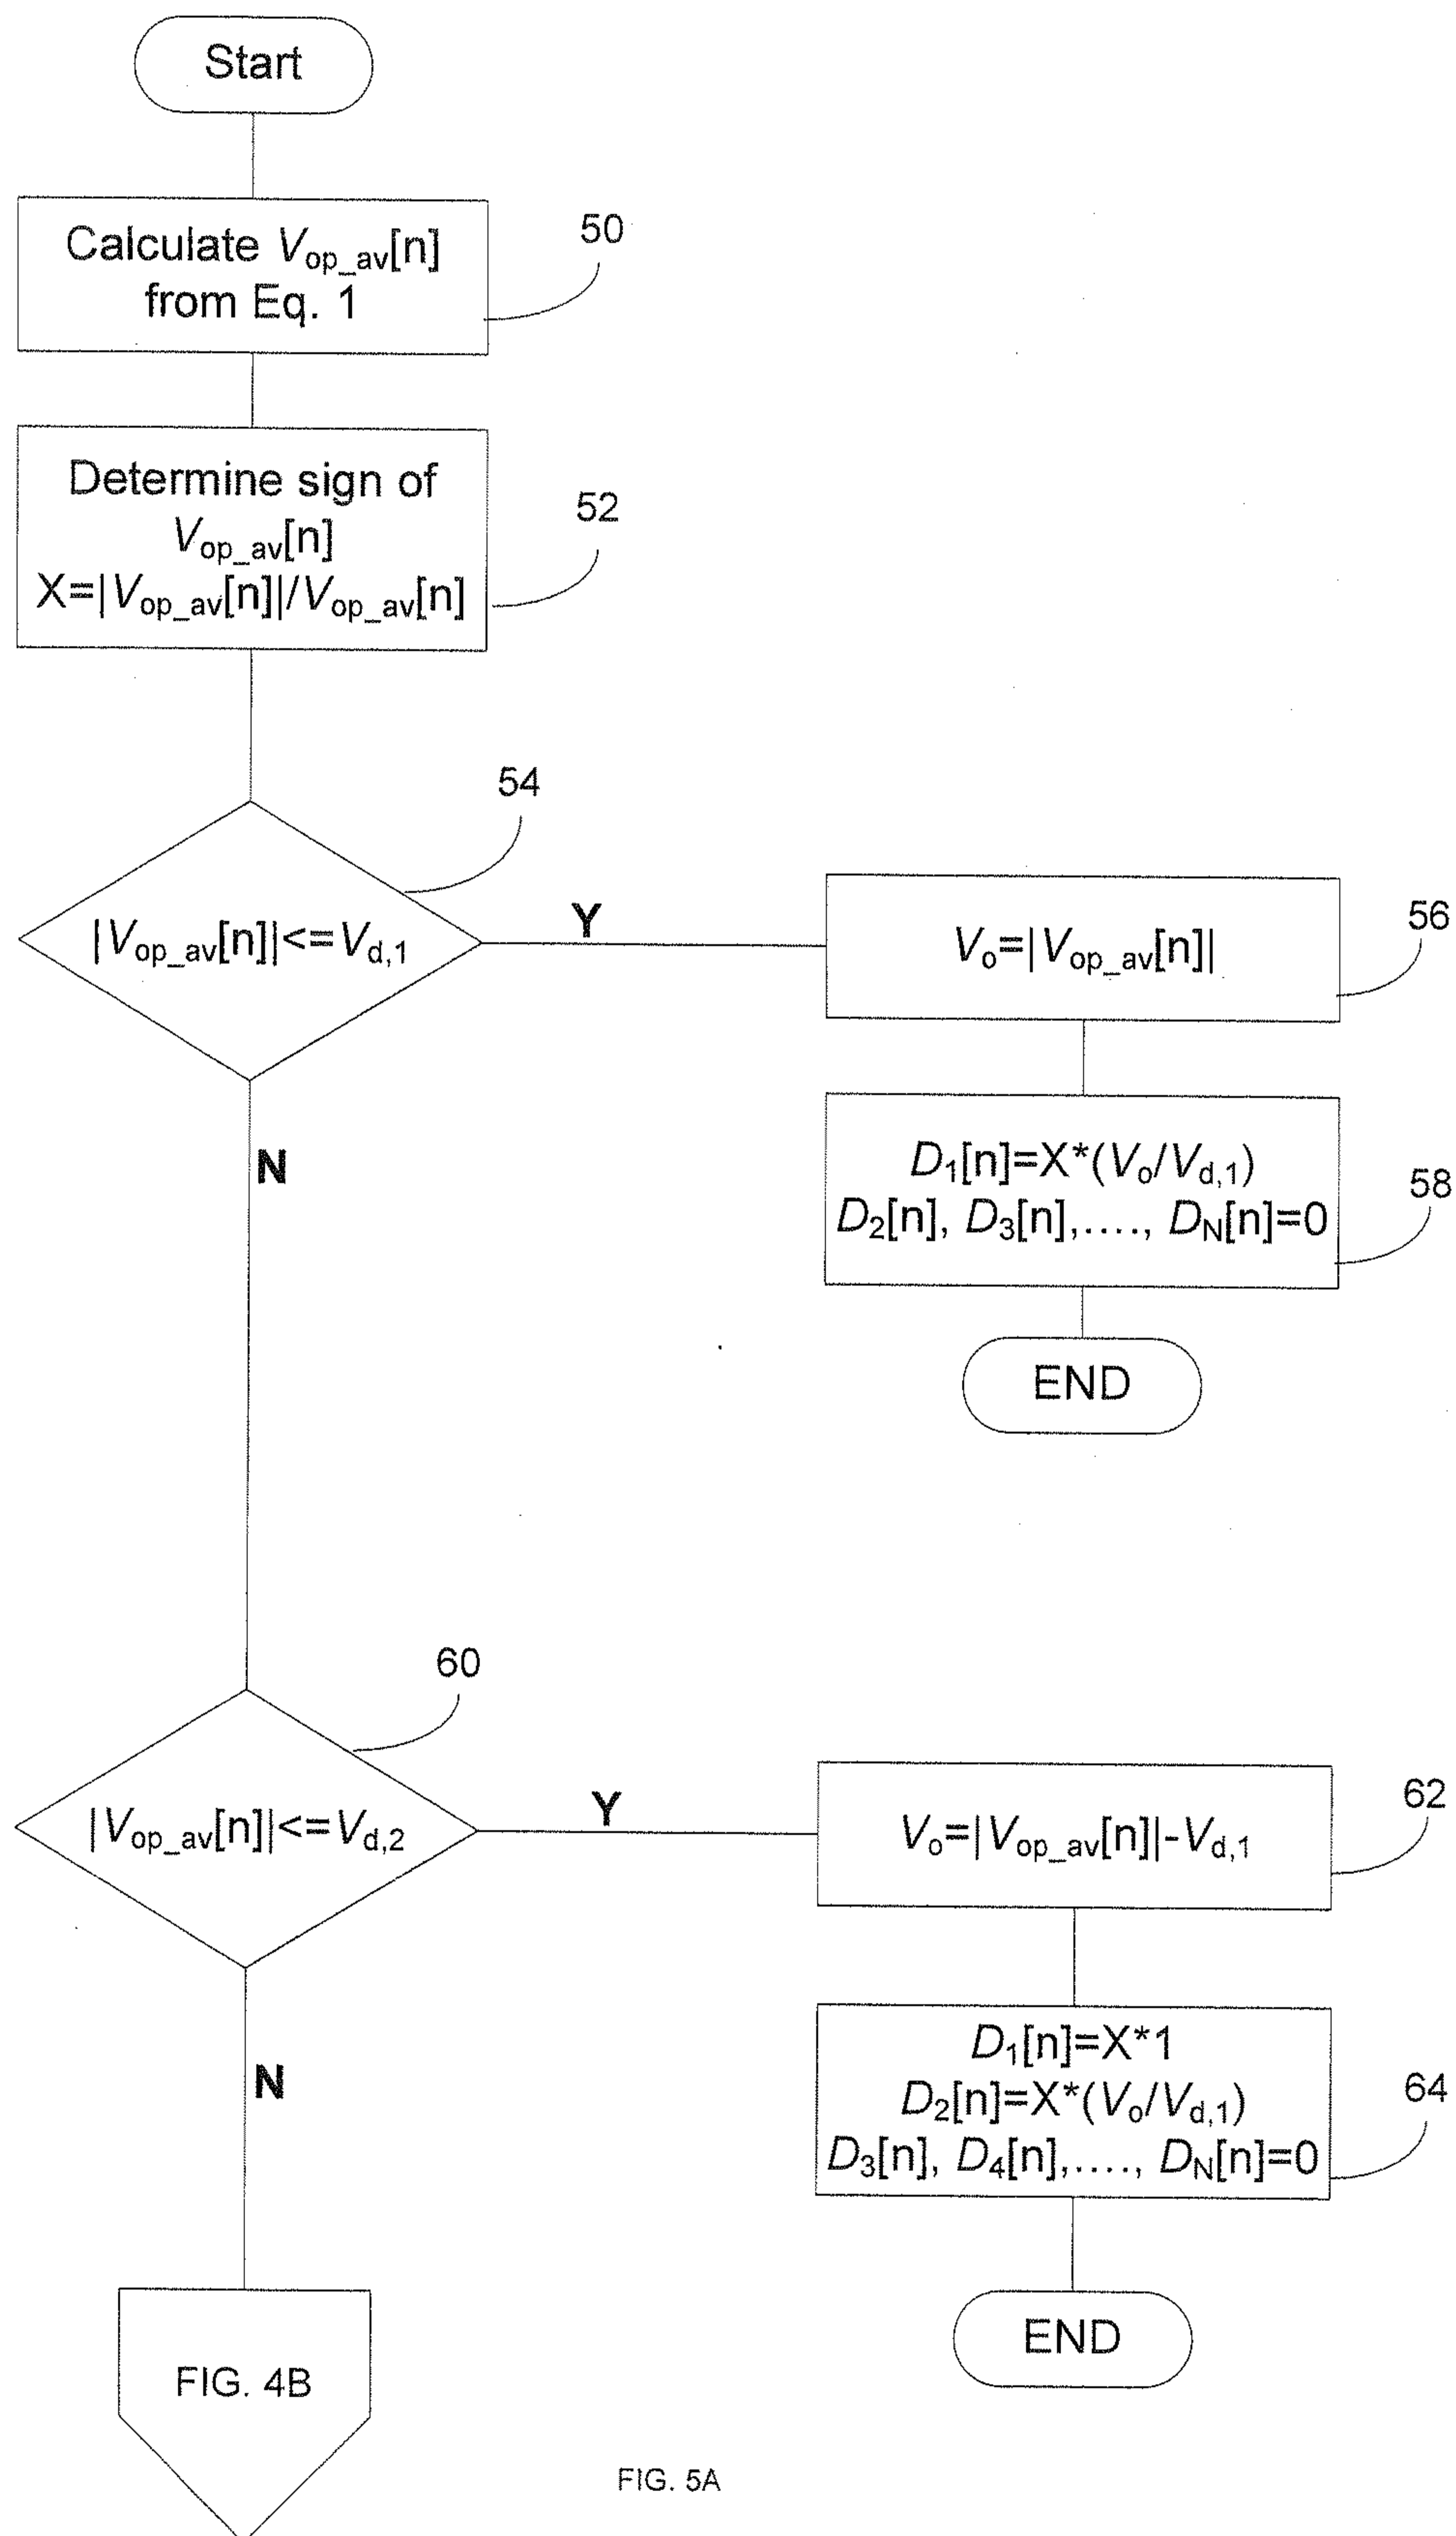 Start
Calculate Vop_av[n]
from Eq. 1
50
Determine sign of
Vop_av[n]
X=|Vop_av[n]|/Vop_av[n]
52
54
|Vop_av[n]|<=Vd,1
Y
Vo=|Vop_av[n]|
56
N
D1[n]=X*(Vo/Vd,1)
D2[n], D3[n],...., DN[n]=0
58
END
60
|Vop_av[n]|<=Vd,2
Y
Vo=|Vop_av[n]|-Vd,1
62
N
D1[n]=X*1
D2[n]=X*(Vo/Vd,1)
D3[n], D4[n],...., DN[n]=0
64
END
FIG. 4B
FIG. 5A